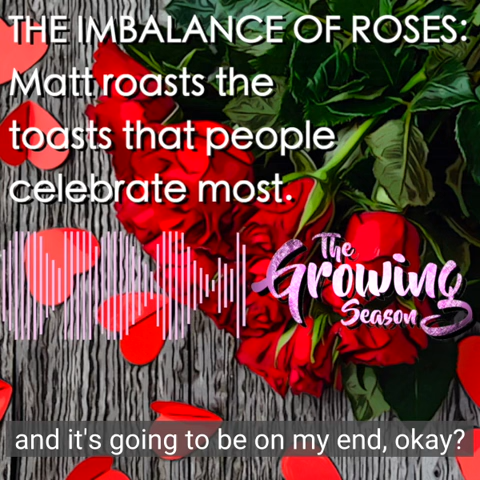 THE IMBALANCE OF ROSES:
Matt roasts the
toasts that people
celebrate most.
The
Growing
Season
and it's going to be on my end, okay?